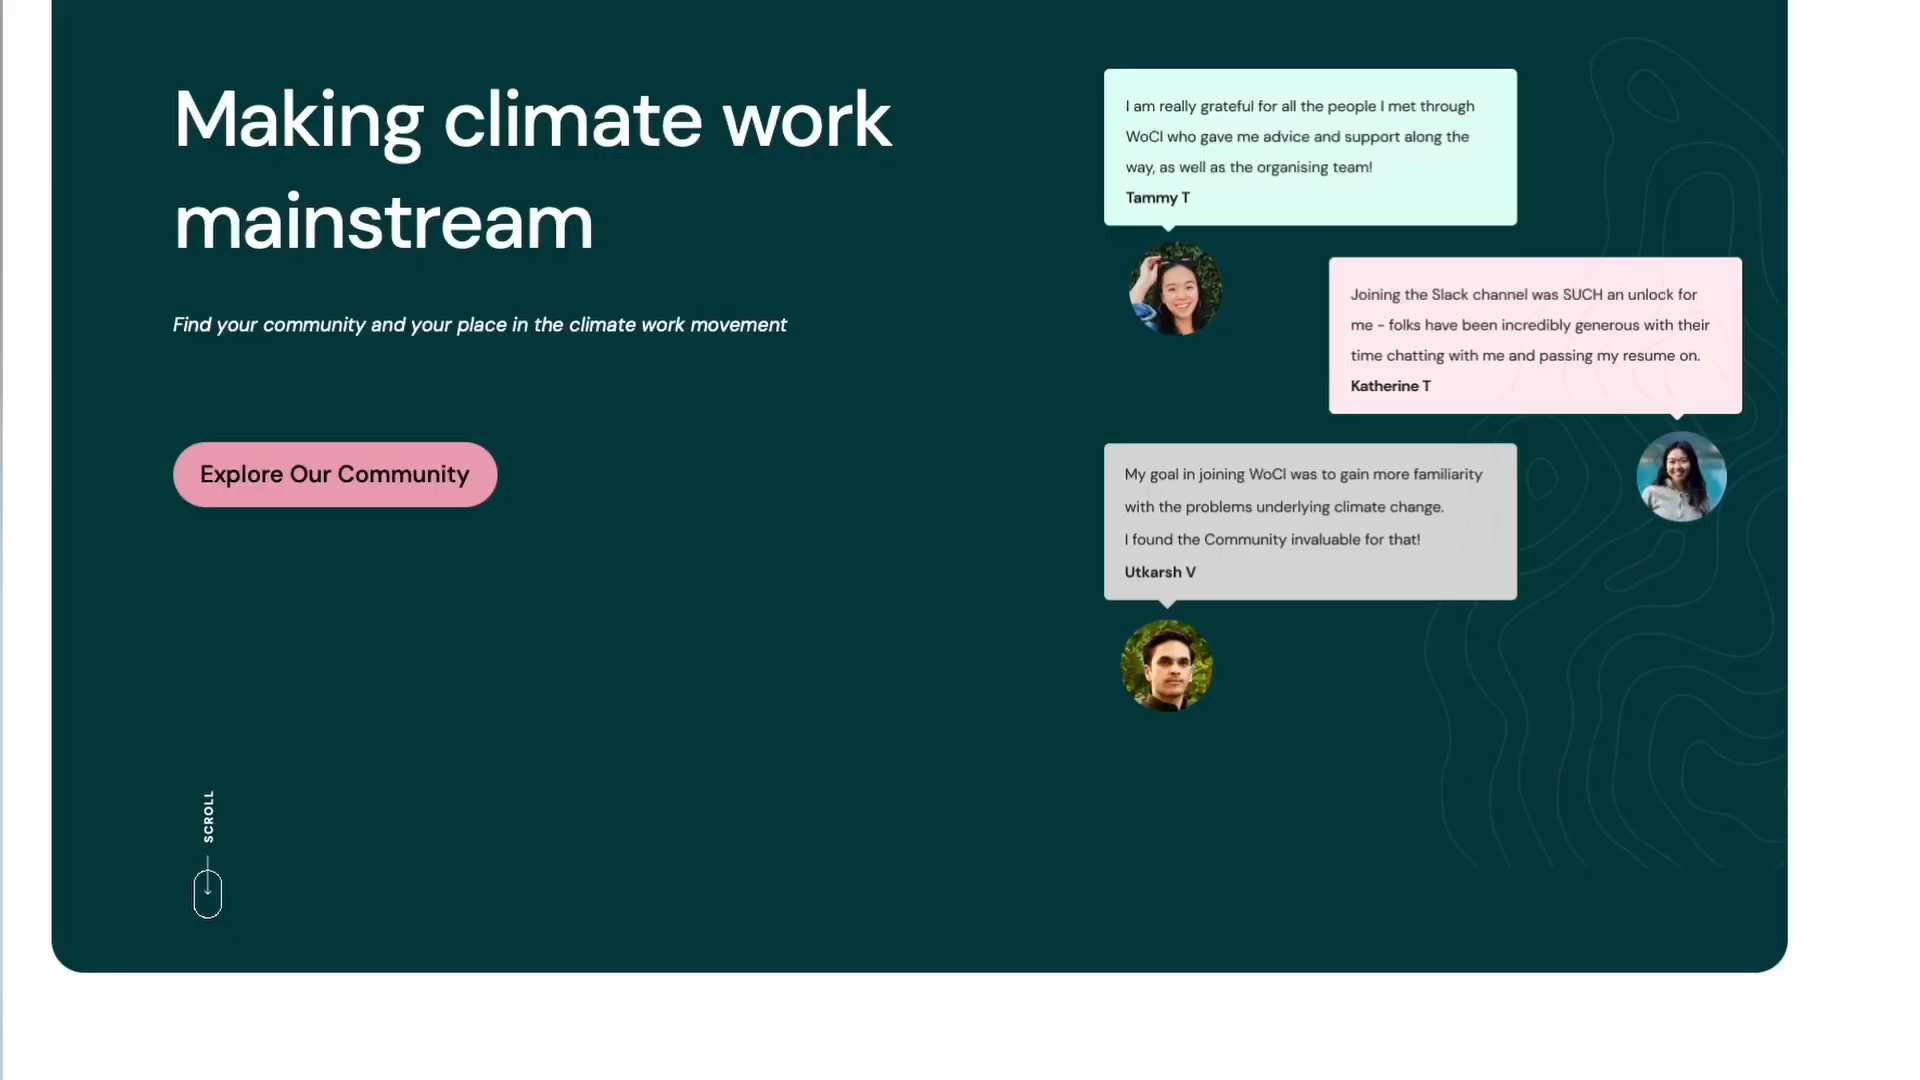 Making climate work
mainstream
Find your community and your place in the climate work movement
Explore Our Community
SCROLL
I am really grateful for all the people I met through
WoCl who gave me advice and support along the
way, as well as the organising team!
Tammy T
Joining the Slack channel was SUCH an unlock for
me - folks have been incredibly generous with their
time chatting with me and passing my resume on.
Katherine T
My goal in joining WoCl was to gain more familiarity
with the problems underlying climate change.
I found the Community invaluable for that!
Utkarsh V